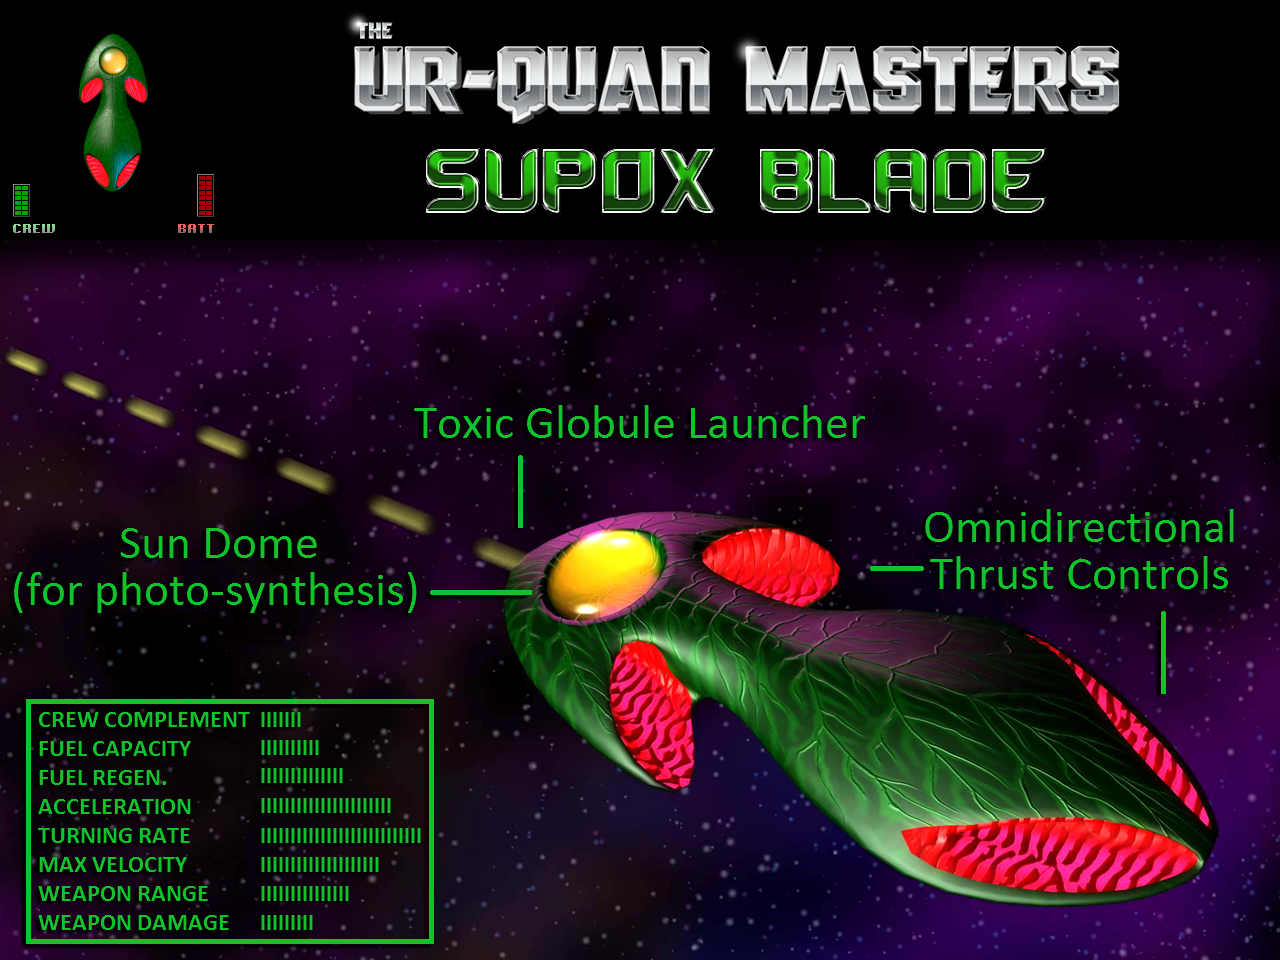 THE
UR-QUAN MASTERS
SUPOX BLADE
CREW
BATT
Toxic Globule Launcher
Omnidirectional
Thrust Controls
Sun Dome
(for photo-synthesis)
CREW COMPLEMENT
FUEL CAPACITY
FUEL REGEN.
ACCELERATION
TURNING RATE
MAX VELOCITY
WEAPON RANGE
WEAPON DAMAGE